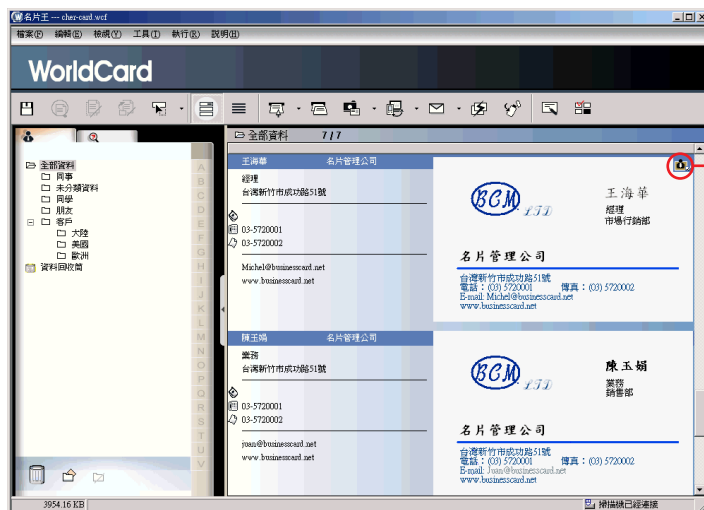 名片王 --- cher-card.wcf
檔案(F) 編輯(E) 檢視(V) 工具(I) 執行(R) 說明(H)
WorldCard
全部資料 7 / 7
全部資料
同事
未分類資料
同學
朋友
客戶
大陸
美國
歐洲
資料回收筒
A
B
C
D
E
F
G
H
I
J
K
L
M
N
O
P
Q
R
S
T
U
V
王海華 名片管理公司
經理
台灣新竹市成功路51號
03-5720001
03-5720002
Michel@businesscard.net
www.businesscard.net
BCM LTD
王海華
經理
市場行銷部
名片管理公司
台灣新竹市成功路51號
電話：(03) 5720001 傳真：(03) 5720002
E-mail: Michel@businesscard.net
www.businesscard.net
陳玉娟 名片管理公司
業務
台灣新竹市成功路51號
03-5720001
03-5720002
juan@businesscard.net
www.businesscard.net
BCM LTD
陳玉娟
業務
銷售部
名片管理公司
台灣新竹市成功路51號
電話：(03) 5720001 傳真：(03) 5720002
E-mail: Juan@businesscard.net
www.businesscard.net
3954.16 KB 掃描機已經連接